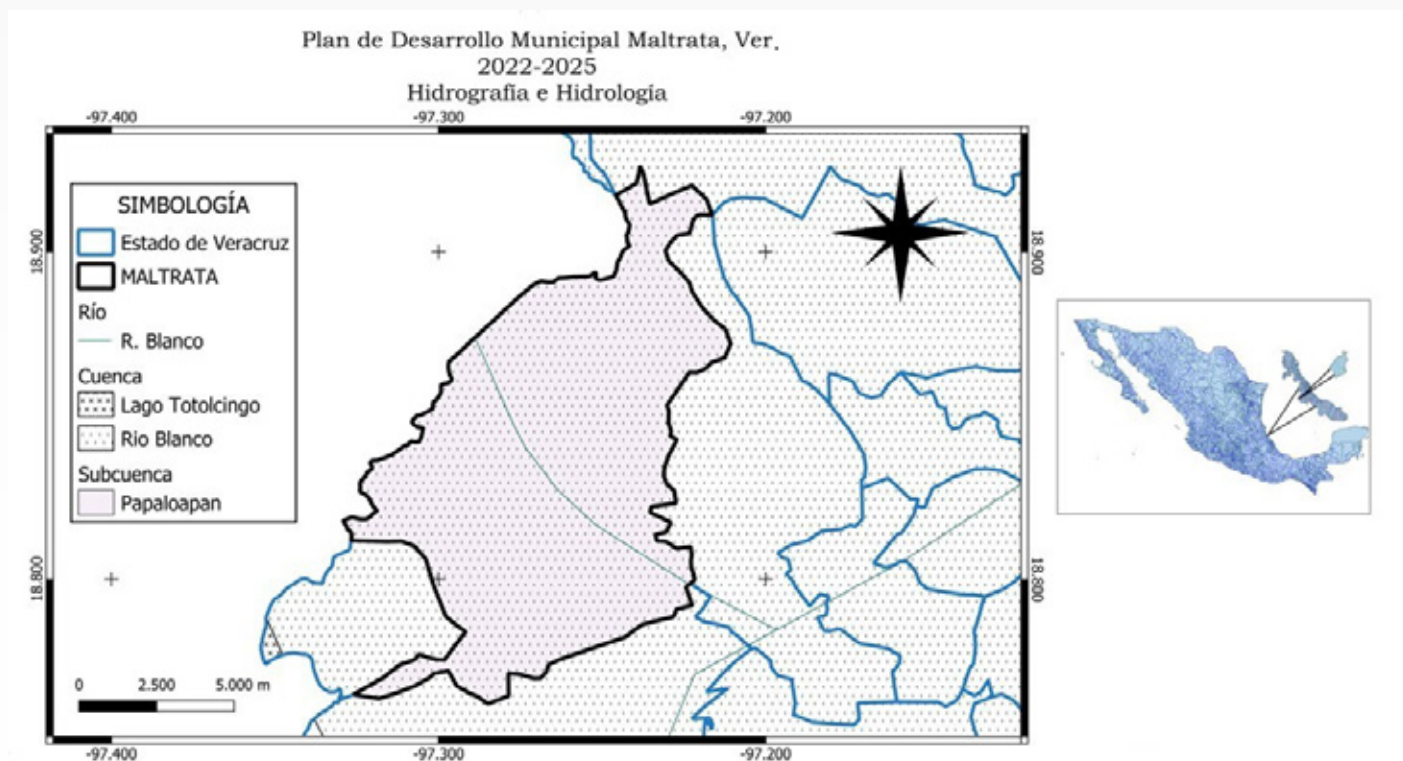 Plan de Desarrollo Municipal Maltrata, Ver.
2022-2025
Hidrografía e Hidrología
-97.400 -97.300 -97.200
SIMBOLOGÍA
Estado de Veracruz
MALTRATA
Río
R. Blanco
Cuenca
Lago Totolcingo
Rio Blanco
Subcuenca
Papaloapan
18.900
18.900
18.800
18.800
0 2.500 5.000 m
-97.400 -97.300 -97.200